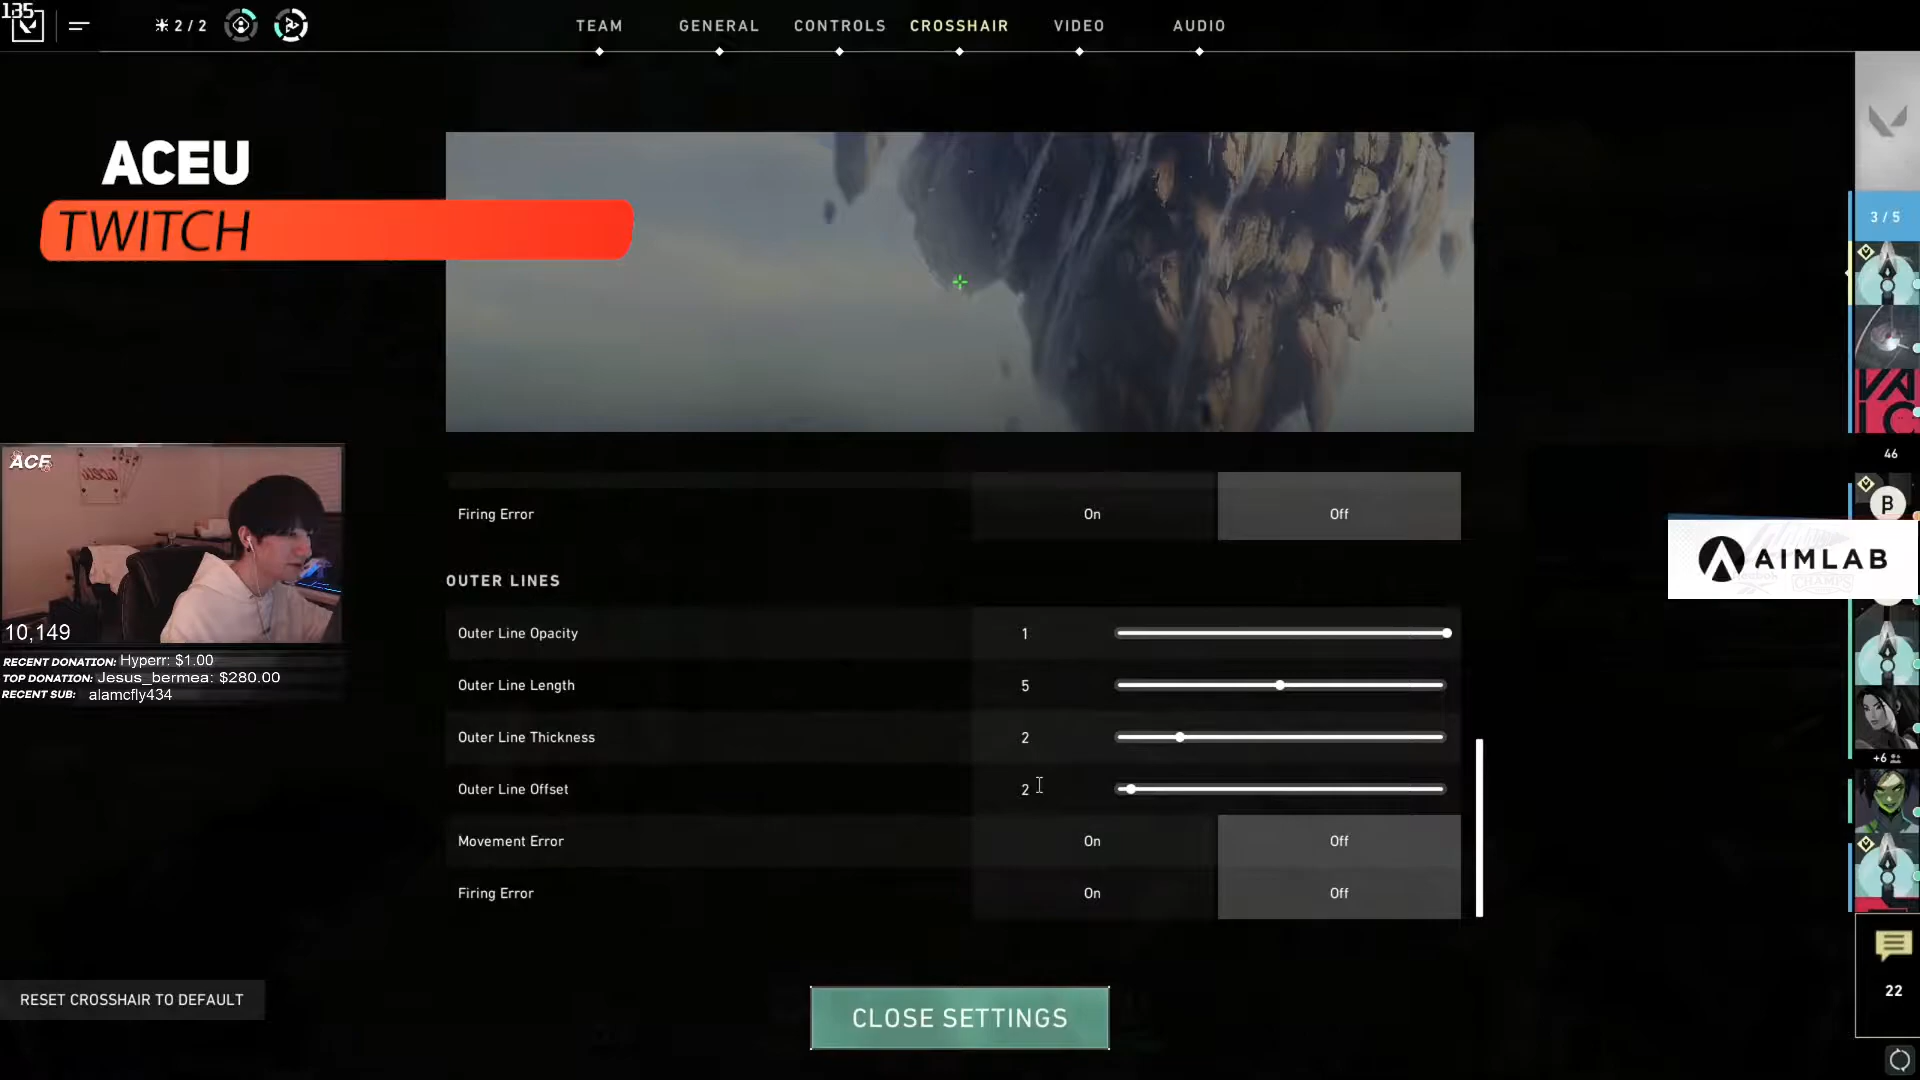 135
2 / 2
TEAM
GENERAL
CONTROLS
CROSSHAIR
VIDEO
AUDIO
ACEU
TWITCH
3 / 5
46
B
ACE
10,149
RECENT DONATION: Hyperr: $1.00
TOP DONATION: Jesus_bermea: $280.00
RECENT SUB: alamcfly434
Firing Error
On
Off
OUTER LINES
Outer Line Opacity
1
Outer Line Length
5
Outer Line Thickness
2
Outer Line Offset
2
Movement Error
On
Off
Firing Error
On
Off
AIMLAB
+6
22
RESET CROSSHAIR TO DEFAULT
CLOSE SETTINGS